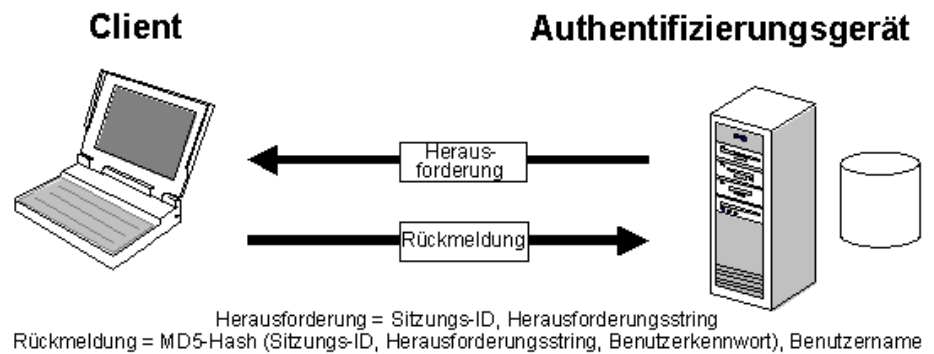 Client
Authentifizierungsgerät
Heraus-
forderung
Rückmeldung
Herausforderung = Sitzungs-ID, Herausforderungsstring
Rückmeldung = MD5-Hash (Sitzungs-ID, Herausforderungsstring, Benutzerkennwort), Benutzername